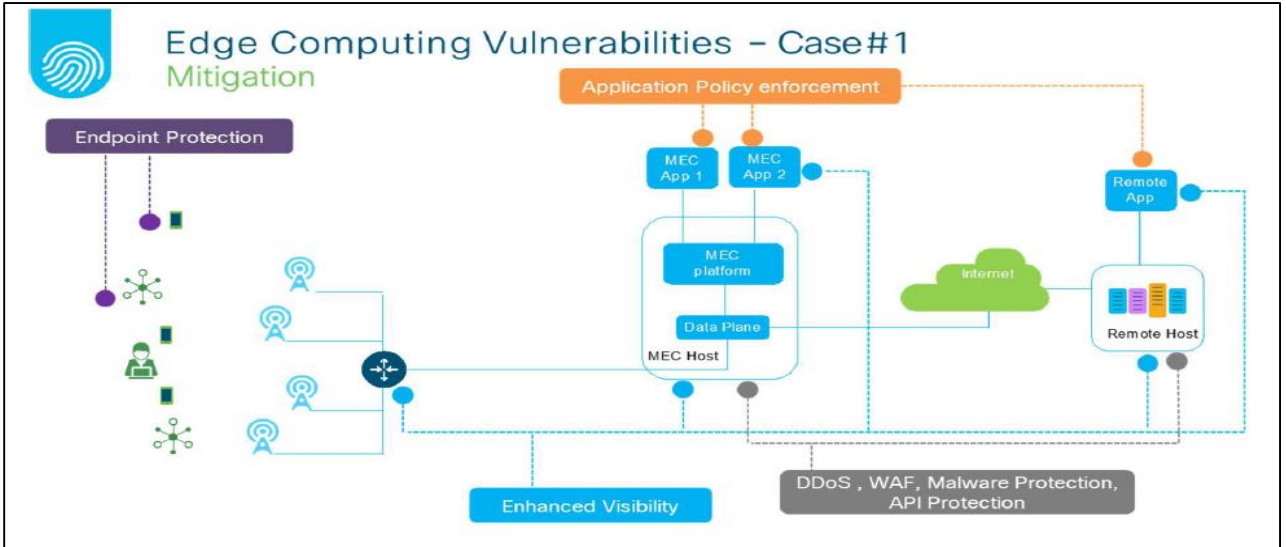 Edge Computing Vulnerabilities – Case#1
Mitigation
Application Policy enforcement
Endpoint Protection
MEC
App 1
MEC
App 2
Remote
App
MEC
platform
Internet
Data Plane
MEC Host
Remote Host
DDoS , WAF, Malware Protection,
API Protection
Enhanced Visibility